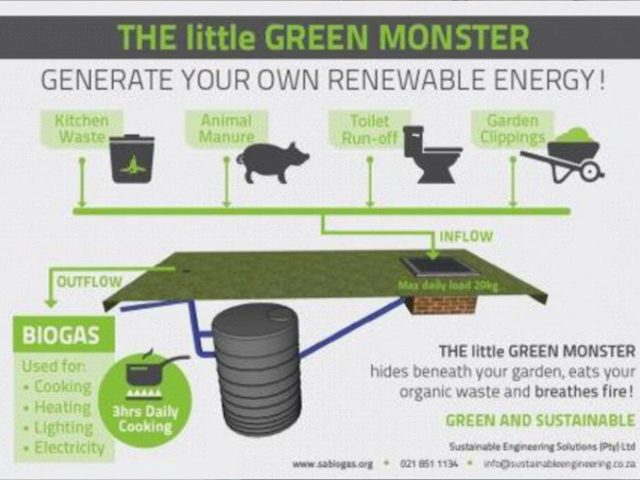 THE little GREEN MONSTER
GENERATE YOUR OWN RENEWABLE ENERGY!
Kitchen
Waste
Animal
Manure
Toilet
Run-off
Garden
Clippings
INFLOW
OUTFLOW
Max daily load 20kg
BIOGAS
Used for:
• Cooking
• Heating
• Lighting
• Electricity
3hrs Daily
Cooking
THE little GREEN MONSTER
hides beneath your garden, eats your
organic waste and breathes fire!
GREEN AND SUSTAINABLE
Sustainable Engineering Solutions (Pty) Ltd
www.sabiogas.org • 021 851 1134 • info@sustainableengineering.co.za